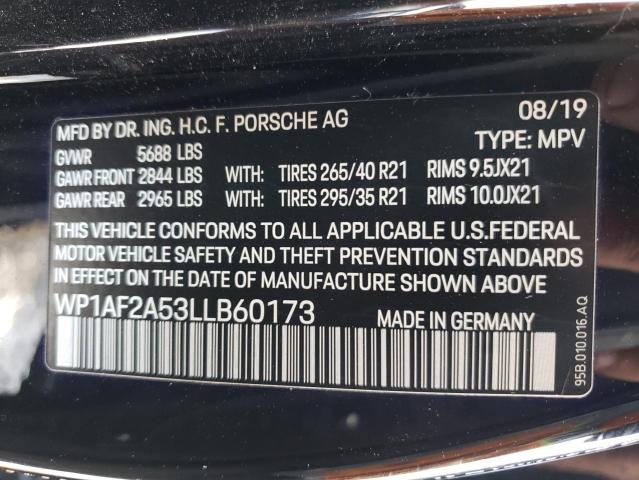 MFD BY DR. ING. H.C. F. PORSCHE AG 08/19
GVWR 5688 LBS TYPE: MPV
GAWR FRONT 2844 LBS WITH: TIRES 265/40 R21 RIMS 9.5JX21
GAWR REAR 2965 LBS WITH: TIRES 295/35 R21 RIMS 10.0JX21
THIS VEHICLE CONFORMS TO ALL APPLICABLE U.S.FEDERAL
MOTOR VEHICLE SAFETY AND THEFT PREVENTION STANDARDS
IN EFFECT ON THE DATE OF MANUFACTURE SHOWN ABOVE
WP1AF2A53LLB60173 MADE IN GERMANY
95B.010.016.AQ